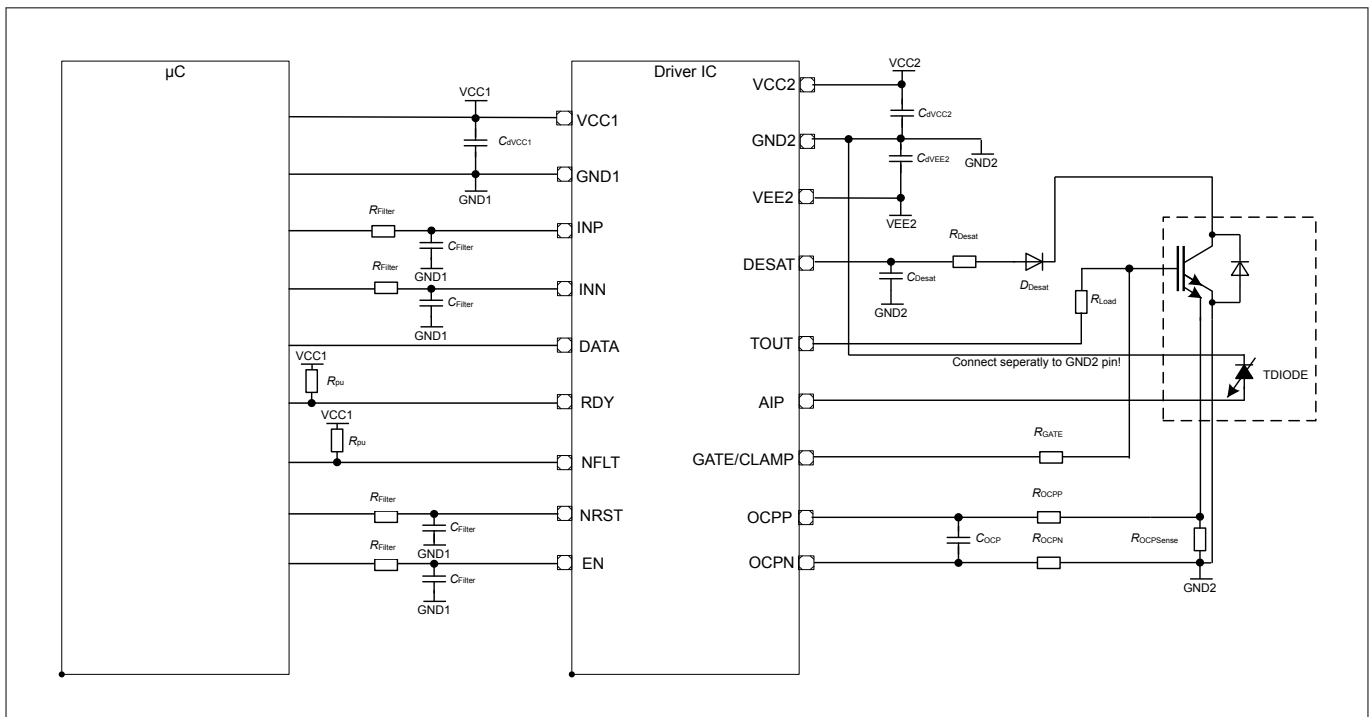 µC
Driver IC
VCC1
CdVCC1
GND1
VCC1
GND1
RFilter
CFilter
GND1
INP
RFilter
CFilter
GND1
INN
DATA
VCC1
Rpu
RDY
VCC1
Rpu
NFLT
RFilter
CFilter
GND1
NRST
RFilter
CFilter
GND1
EN
VCC2
VCC2
CdVCC2
GND2
GND2
CdVEE2
VEE2
VEE2
DESAT
CDesat
GND2
RDesat
DDesat
RLoad
TOUT
Connect seperatly to GND2 pin!
TDIODE
AIP
RGATE
GATE/CLAMP
OCPP
ROCPP
COCP
ROCPN
ROCPSense
OCPN
GND2